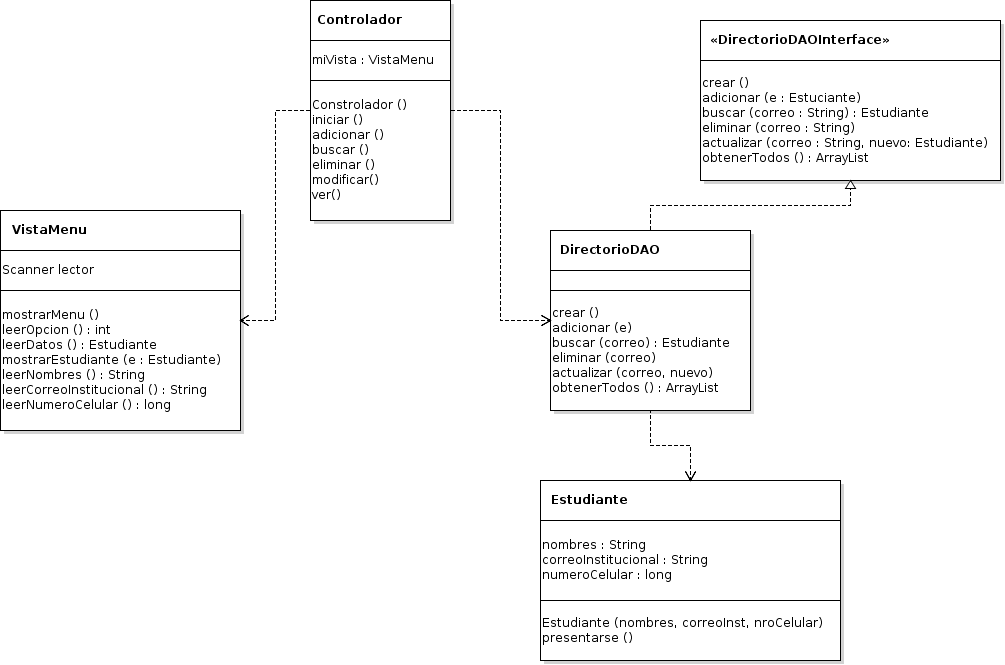 Controlador
miVista : VistaMenu
Constrolador ()
iniciar ()
adicionar ()
buscar ()
eliminar ()
modificar()
ver()
«DirectorioDAOInterface»
crear ()
adicionar (e : Estuciante)
buscar (correo : String) : Estudiante
eliminar (correo : String)
actualizar (correo : String, nuevo: Estudiante)
obtenerTodos () : ArrayList
VistaMenu
Scanner lector
mostrarMenu ()
leerOpcion () : int
leerDatos () : Estudiante
mostrarEstudiante (e : Estudiante)
leerNombres () : String
leerCorreoInstitucional () : String
leerNumeroCelular () : long
DirectorioDAO
crear ()
adicionar (e)
buscar (correo) : Estudiante
eliminar (correo)
actualizar (correo, nuevo)
obtenerTodos () : ArrayList
Estudiante
nombres : String
correoInstitucional : String
numeroCelular : long
Estudiante (nombres, correoInst, nroCelular)
presentarse ()